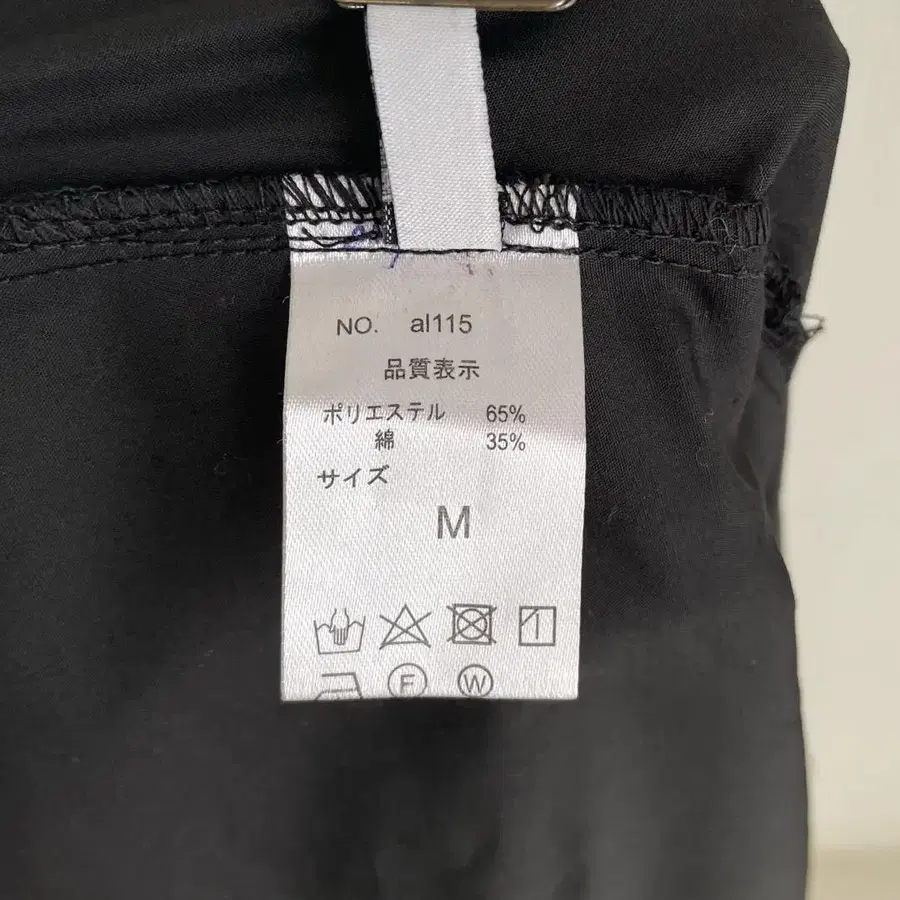 NO. al115
品質表示
ポリエステル 65%
綿 35%
サイズ
M
F W